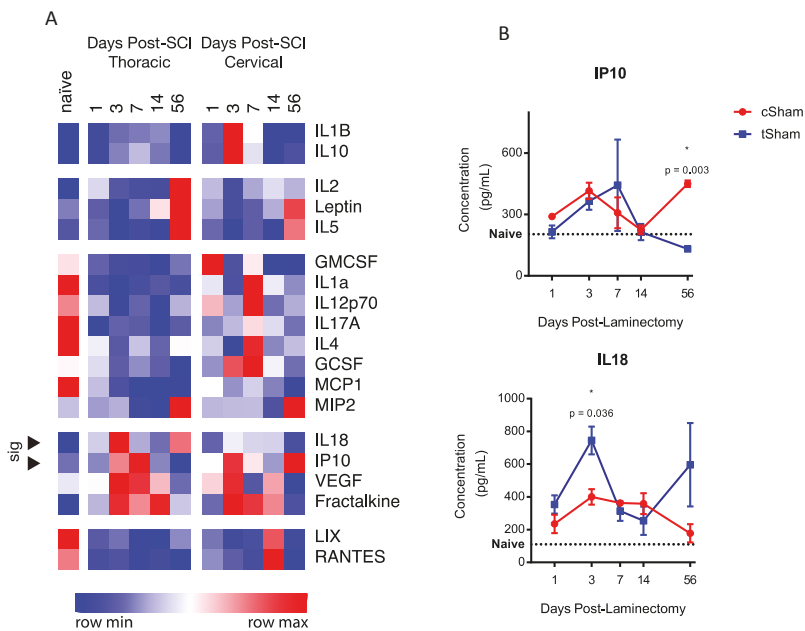 A
Days Post-SCI
Thoracic
Days Post-SCI
Cervical
naïve
1
3
7
14
56
1
3
7
14
56
IL1B
IL10
IL2
Leptin
IL5
GMCSF
IL1a
IL12p70
IL17A
IL4
GCSF
MCP1
MIP2
sig
IL18
IP10
VEGF
Fractalkine
LIX
RANTES
row min
row max
B
IP10
cSham
tSham
*
p = 0.003
Concentration
(pg/mL)
600
300
0
Naive
1
3
7
14
56
Days Post-Laminectomy
IL18
*
p = 0.036
Concentration
(pg/mL)
1000
800
600
400
200
0
Naive
1
3
7
14
56
Days Post-Laminectomy